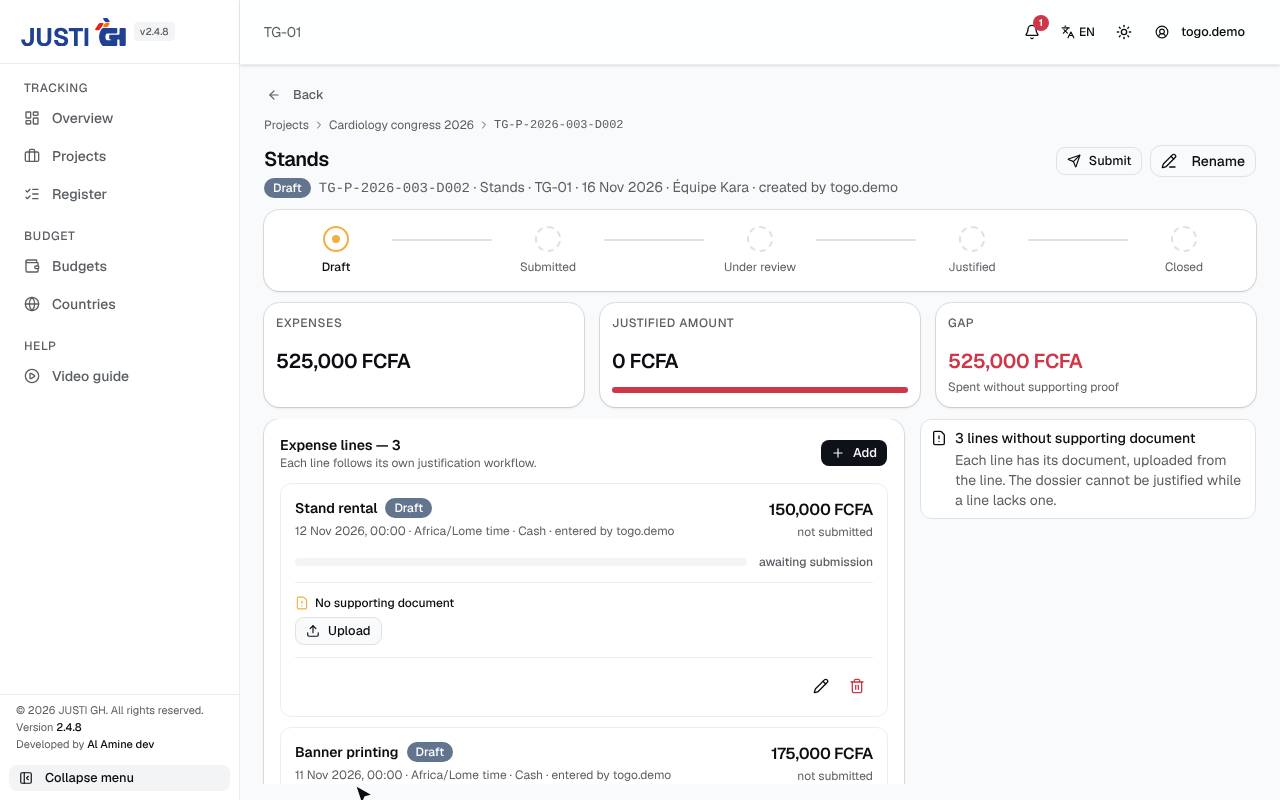 JUSTI GH v2.4.8
TG-01
1
EN
togo.demo
TRACKING
Overview
Projects
Register
BUDGET
Budgets
Countries
HELP
Video guide
© 2026 JUSTI GH. All rights reserved.
Version 2.4.8
Developed by Al Amine dev
Collapse menu
Back
Projects > Cardiology congress 2026 > TG-P-2026-003-D002
Stands
Submit
Rename
Draft TG-P-2026-003-D002 · Stands · TG-01 · 16 Nov 2026 · Équipe Kara · created by togo.demo
Draft
Submitted
Under review
Justified
Closed
EXPENSES
525,000 FCFA
JUSTIFIED AMOUNT
0 FCFA
GAP
525,000 FCFA
Spent without supporting proof
Expense lines — 3
Each line follows its own justification workflow.
Add
Stand rental Draft
150,000 FCFA
12 Nov 2026, 00:00 · Africa/Lome time · Cash · entered by togo.demo
not submitted
awaiting submission
No supporting document
Upload
Banner printing Draft
175,000 FCFA
11 Nov 2026, 00:00 · Africa/Lome time · Cash · entered by togo.demo
not submitted
3 lines without supporting document
Each line has its document, uploaded from
the line. The dossier cannot be justified while
a line lacks one.